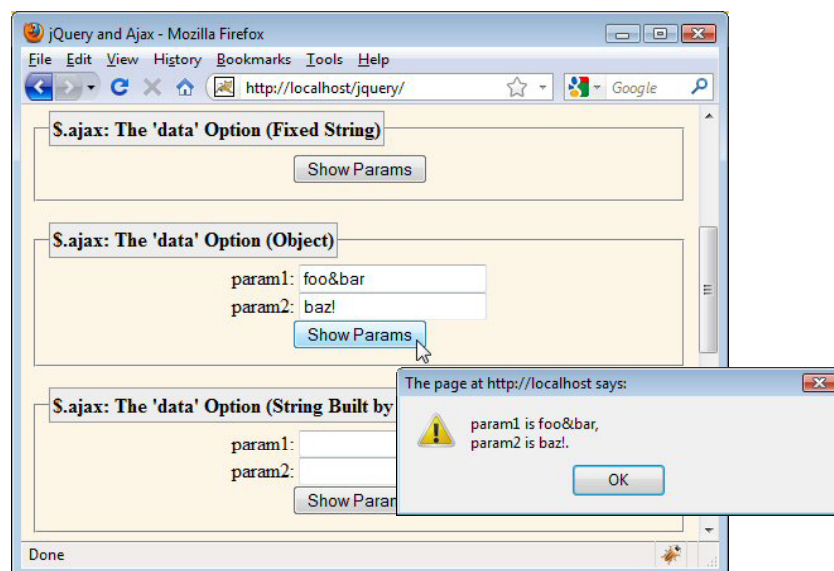 jQuery and Ajax - Mozilla Firefox
File Edit View History Bookmarks Tools Help
http://localhost/jquery/
Google
$.ajax: The 'data' Option (Fixed String)
Show Params
$.ajax: The 'data' Option (Object)
param1: foo&bar
param2: baz!
Show Params
The page at http://localhost says:
$.ajax: The 'data' Option (String Built by
param1 is foo&bar,
param2 is baz!.
param1:
param2:
OK
Show Param
Done